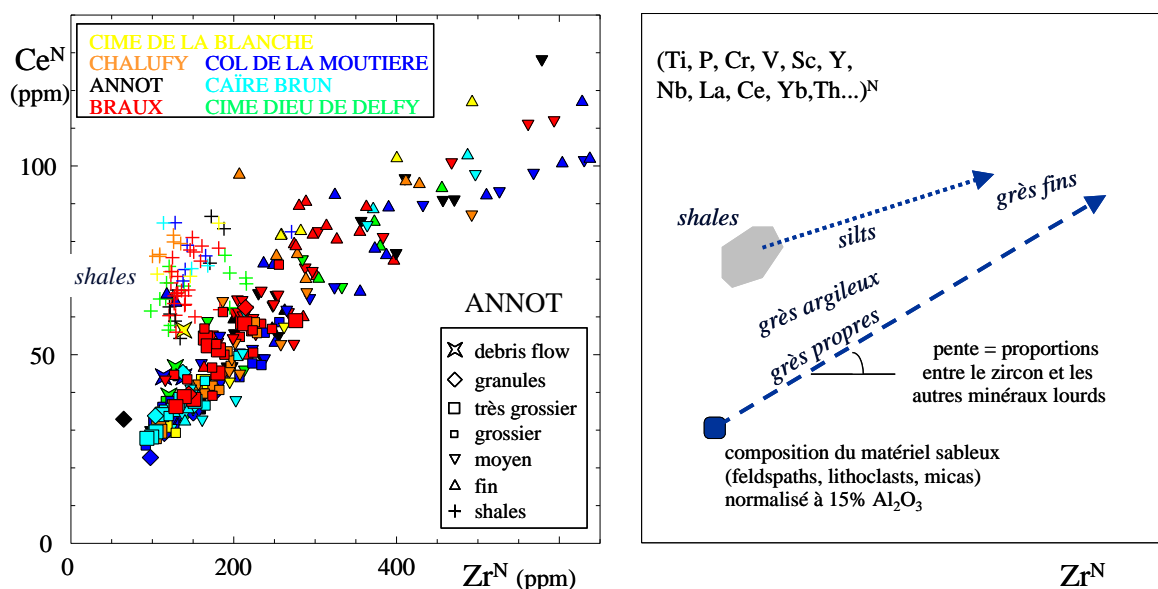 Ce^N
(ppm)
100
50
0
0
200
400
Zr^N (ppm)
CIME DE LA BLANCHE
CHALUFY COL DE LA MOUTIERE
ANNOT CAÏRE BRUN
BRAUX CIME DIEU DE DELFY
shales
ANNOT
debris flow
granules
très grossier
grossier
moyen
fin
shales
(Ti, P, Cr, V, Sc, Y,
Nb, La, Ce, Yb,Th...)^N
shales
silts
grès fins
grès argileux
grès propres
pente = proportions
entre le zircon et les
autres minéraux lourds
composition du matériel sableux
(feldspaths, lithoclasts, micas)
normalisé à 15% Al₂O₃
Zr^N